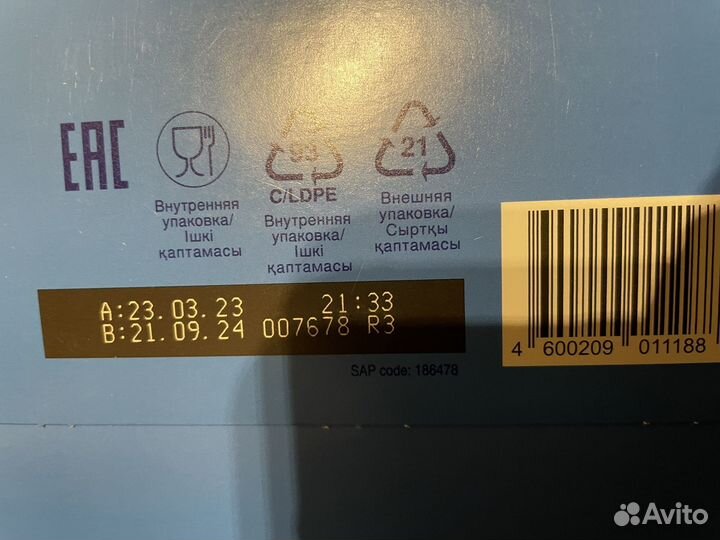 EAC
93
21
C/LDPE
Внутренняя
упаковка/
Ішкі
қаптамасы
Внутренняя
упаковка/
Ішкі
қаптамасы
Внешняя
упаковка/
Сыртқы
қаптамасы
A:23.03.23 21:33
B:21.09.24 007678 R3
4 600209 011188
SAP code: 186478
Avito